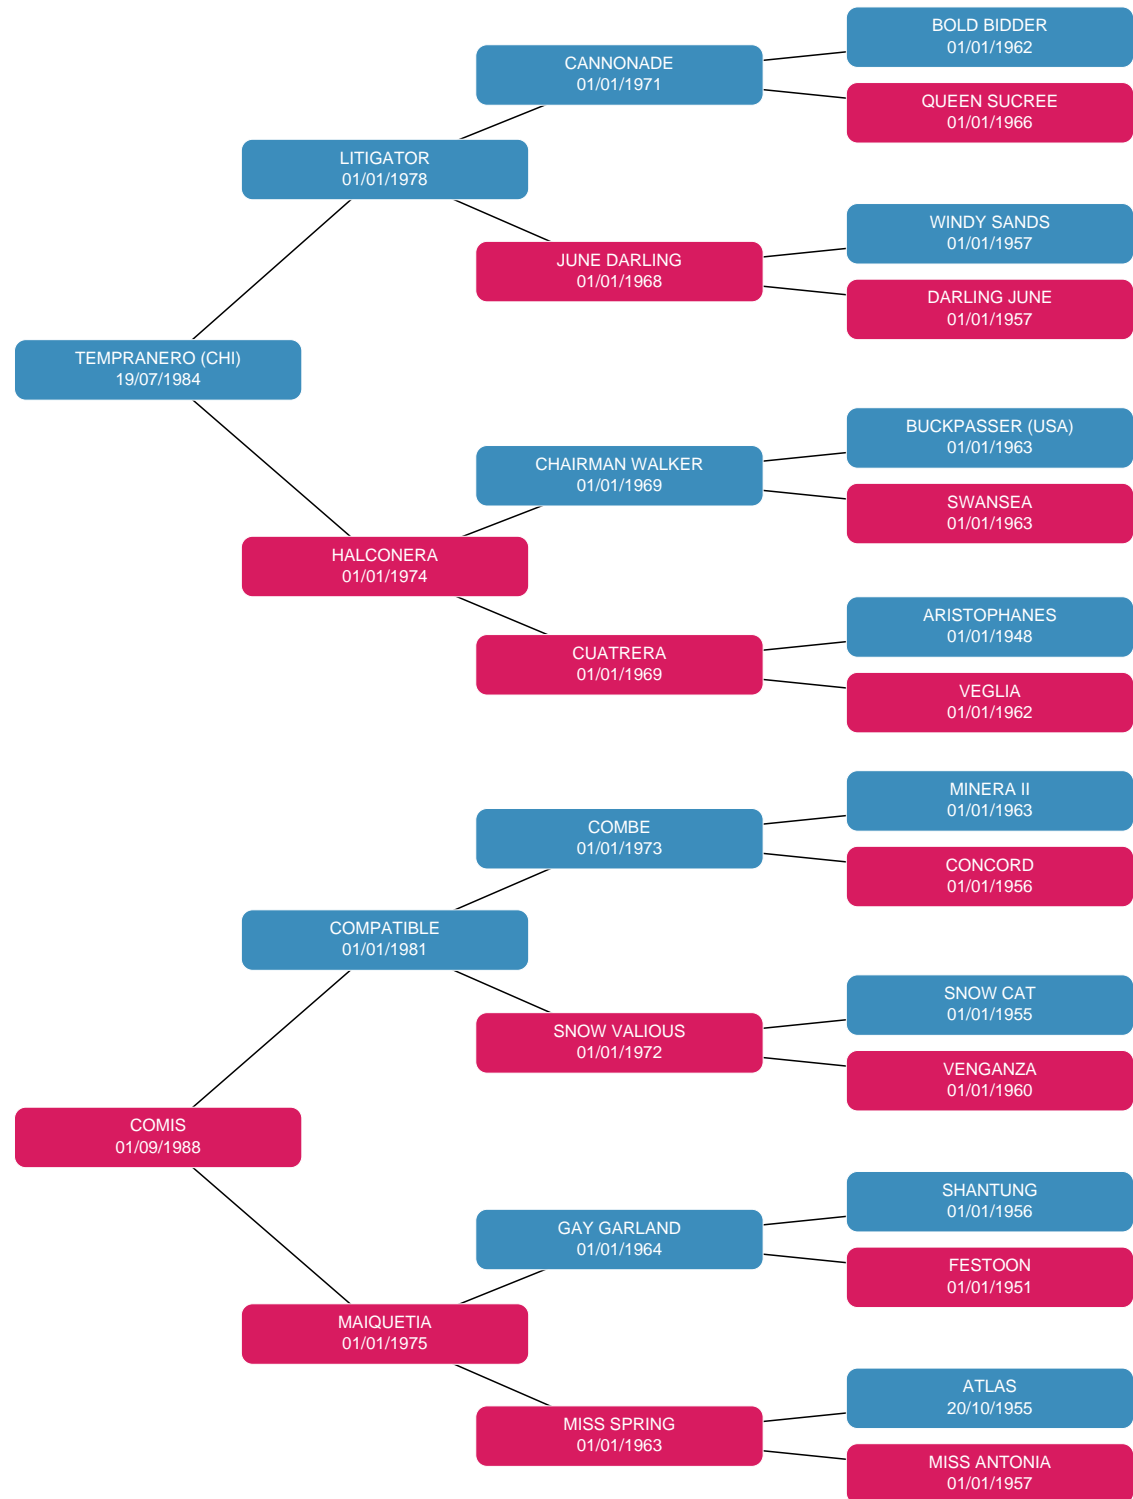 BOLD BIDDER
01/01/1962
CANNONADE
01/01/1971
QUEEN SUCREE
01/01/1966
LITIGATOR
01/01/1978
WINDY SANDS
01/01/1957
JUNE DARLING
01/01/1968
DARLING JUNE
01/01/1957
TEMPRANERO (CHI)
19/07/1984
BUCKPASSER (USA)
01/01/1963
CHAIRMAN WALKER
01/01/1969
SWANSEA
01/01/1963
HALCONERA
01/01/1974
ARISTOPHANES
01/01/1948
CUATRERA
01/01/1969
VEGLIA
01/01/1962
MINERA II
01/01/1963
COMBE
01/01/1973
CONCORD
01/01/1956
COMPATIBLE
01/01/1981
SNOW CAT
01/01/1955
SNOW VALIOUS
01/01/1972
VENGANZA
01/01/1960
COMIS
01/09/1988
SHANTUNG
01/01/1956
GAY GARLAND
01/01/1964
FESTOON
01/01/1951
MAIQUETIA
01/01/1975
ATLAS
20/10/1955
MISS SPRING
01/01/1963
MISS ANTONIA
01/01/1957